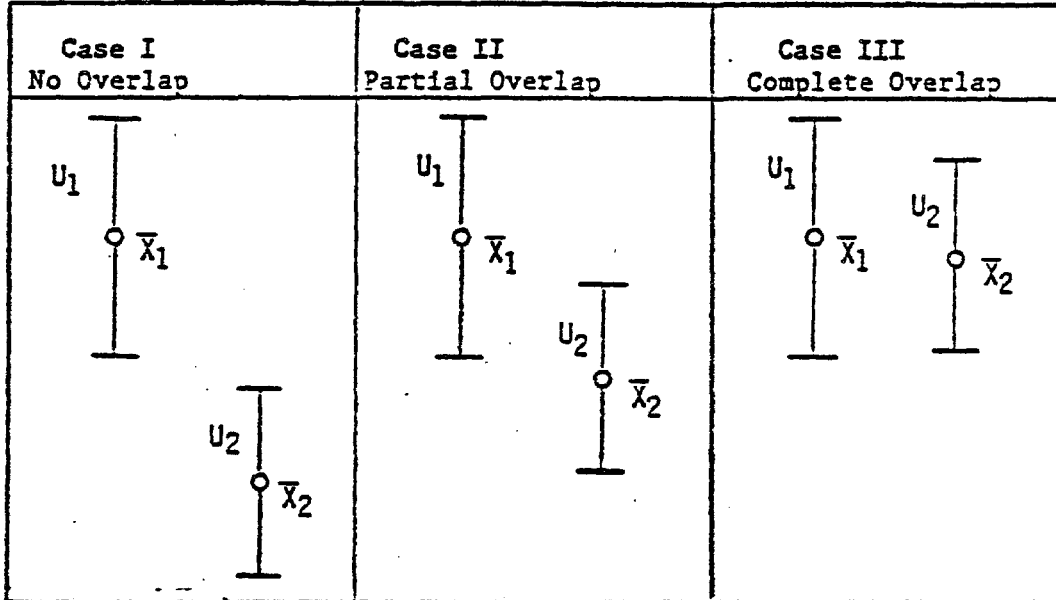 Case I
No Overlap
U₁
X̅₁
U₂
X̅₂
Case II
Partial Overlap
U₁
X̅₁
U₂
X̅₂
Case III
Complete Overlap
U₁
X̅₁
U₂
X̅₂